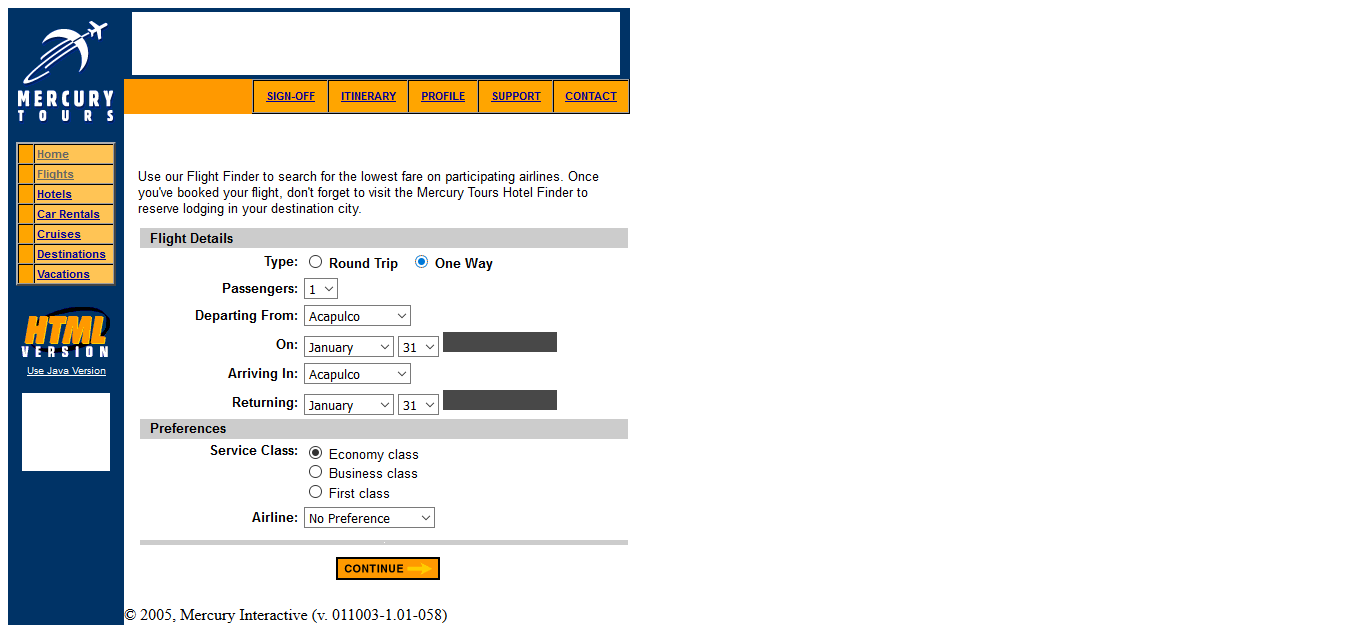 MERCURY
TOURS
SIGN-OFF ITINERARY PROFILE SUPPORT CONTACT
Home
Flights
Hotels
Car Rentals
Cruises
Destinations
Vacations
HTML
VERSION
Use Java Version
Use our Flight Finder to search for the lowest fare on participating airlines. Once
you've booked your flight, don't forget to visit the Mercury Tours Hotel Finder to
reserve lodging in your destination city.
Flight Details
Type: Round Trip One Way
Passengers: 1
Departing From: Acapulco
On: January 31
Arriving In: Acapulco
Returning: January 31
Preferences
Service Class: Economy class
Business class
First class
Airline: No Preference
CONTINUE
© 2005, Mercury Interactive (v. 011003-1.01-058)